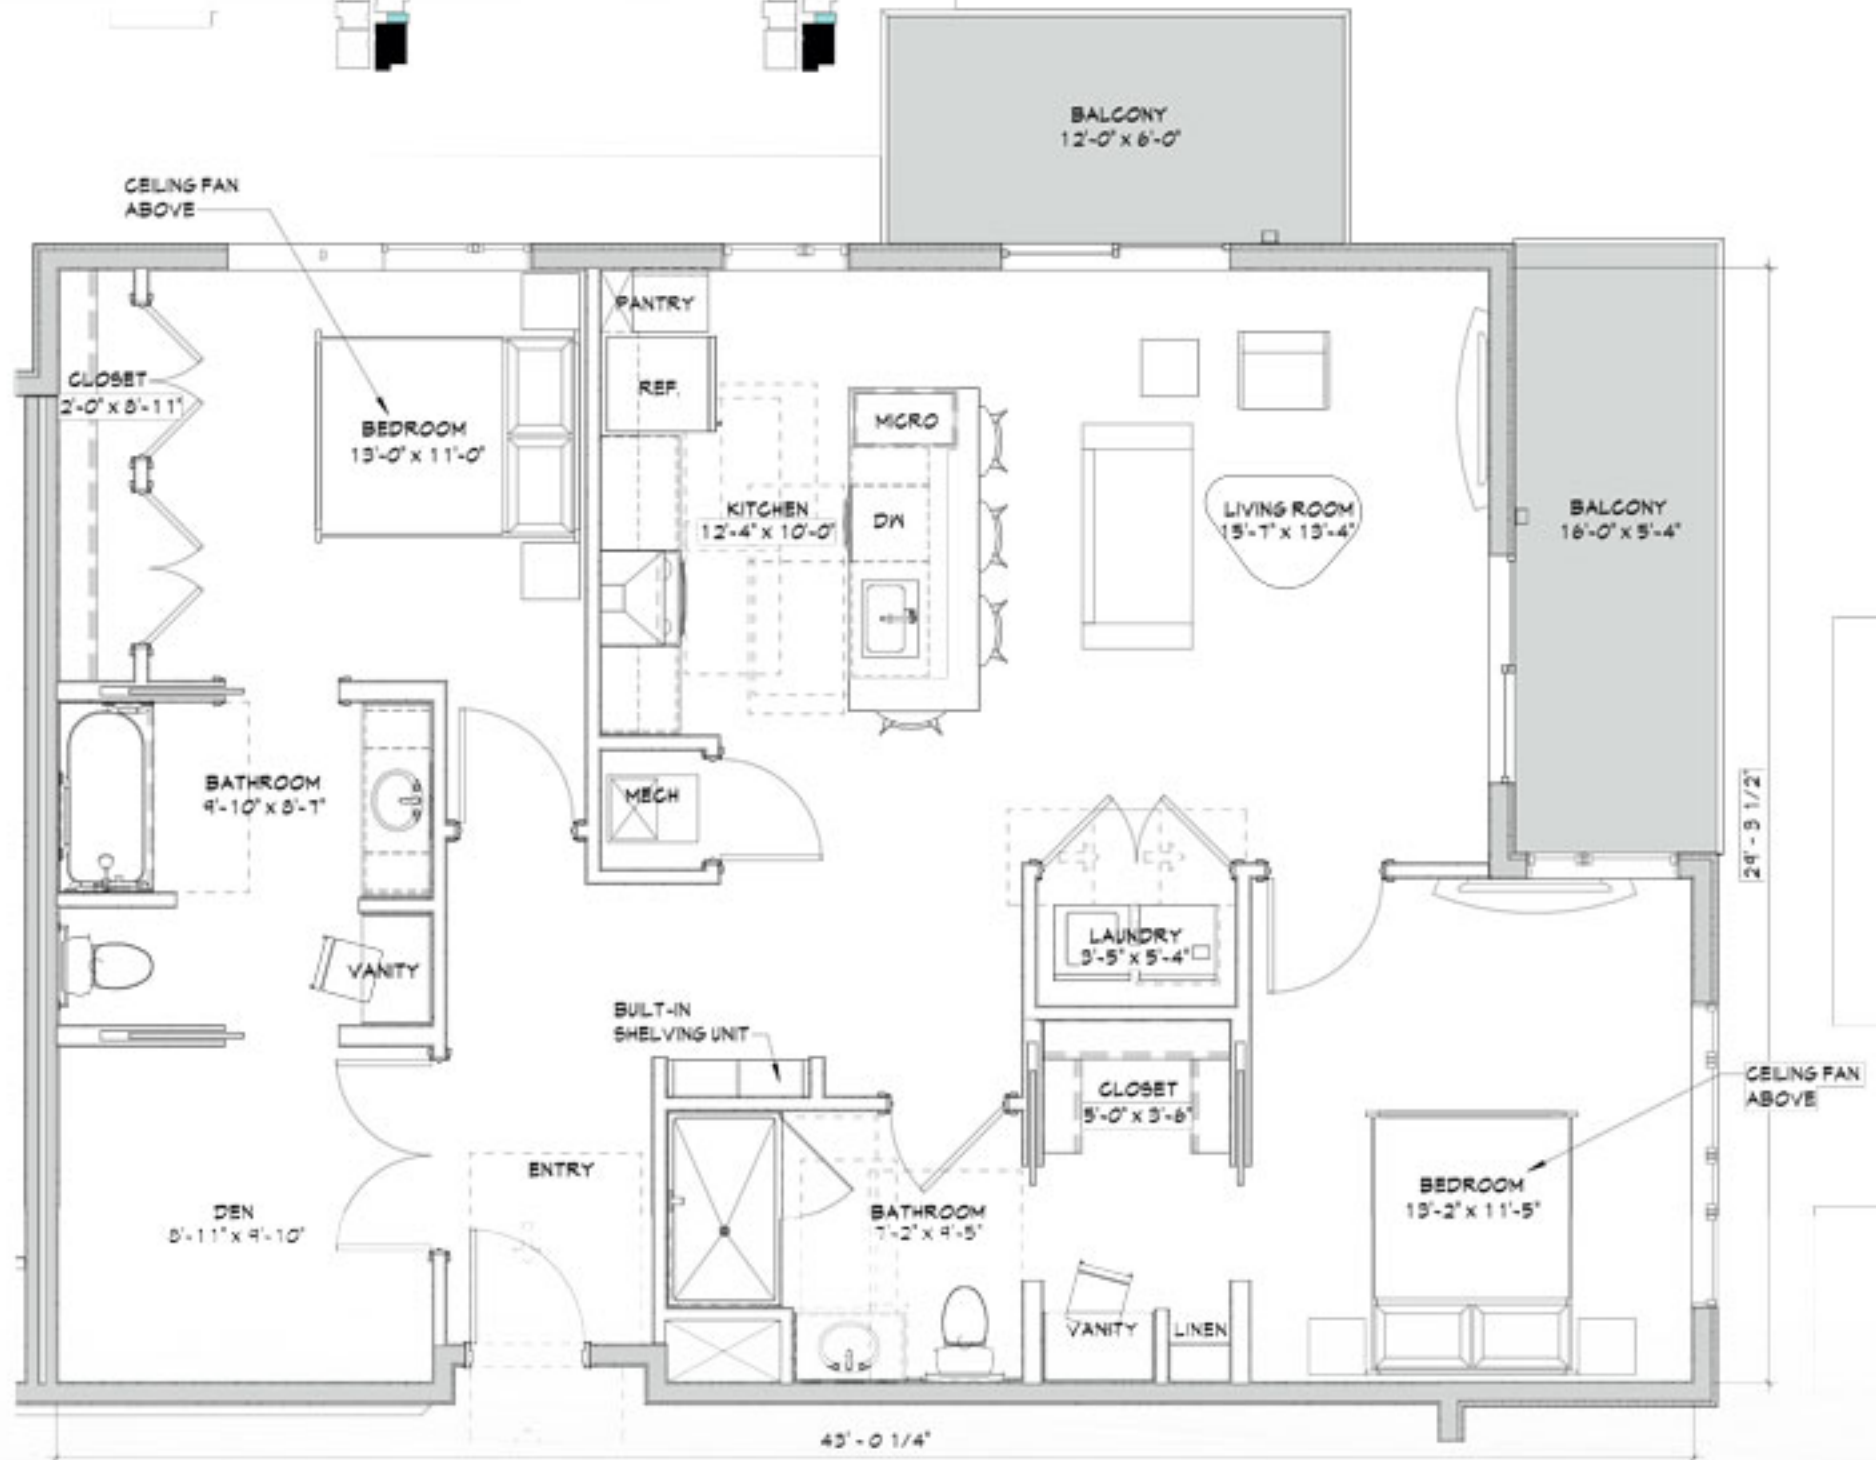 BALCONY
12'-0" x 6'-0"
CEILING FAN
ABOVE
PANTRY
CLOSET
2'-0" x 8'-11"
REF.
BEDROOM
13'-0" x 11'-0"
MICRO
KITCHEN
12'-4" x 10'-0"
DW
LIVING ROOM
15'-7" x 13'-4"
BALCONY
16'-0" x 5'-4"
BATHROOM
9'-10" x 8'-7"
MECH
24' - 3 1/2"
LAUNDRY
3'-5" x 5'-4"
VANITY
BUILT-IN
SHELVING UNIT
CLOSET
5'-0" x 3'-6"
CEILING FAN
ABOVE
ENTRY
DEN
8'-11" x 9'-10"
BATHROOM
7'-2" x 9'-5"
BEDROOM
13'-2" x 11'-5"
VANITY
LINEN
43' - 0 1/4"